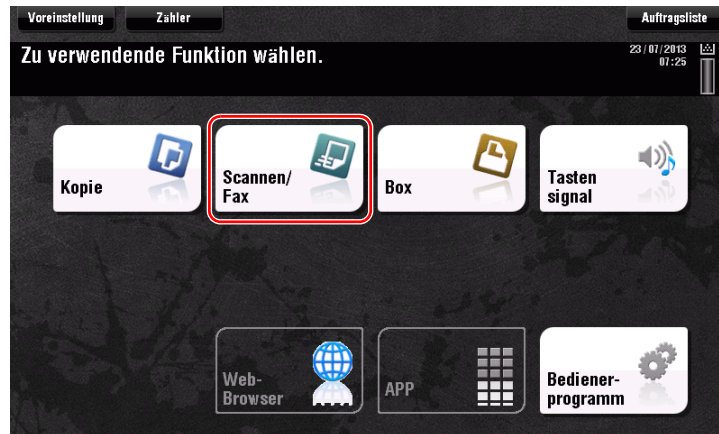 Voreinstellung Zähler Auftragsliste
Zu verwendende Funktion wählen.
23/07/2013
07:25
Kopie
Scannen/
Fax
Box
Tasten
signal
Web-
Browser
APP
Bediener-
programm